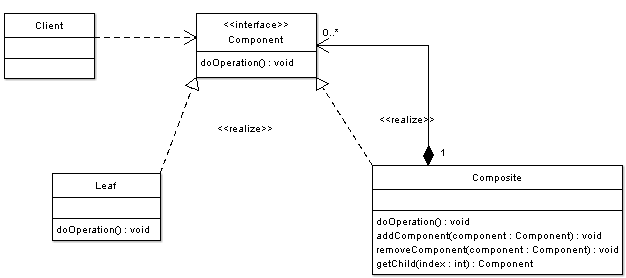 Client
<<interface>>
Component
doOperation() : void
0..*
<<realize>>
<<realize>>
1
Leaf
doOperation() : void
Composite
doOperation() : void
addComponent(component : Component) : void
removeComponent(component : Component) : void
getChild(index : int) : Component